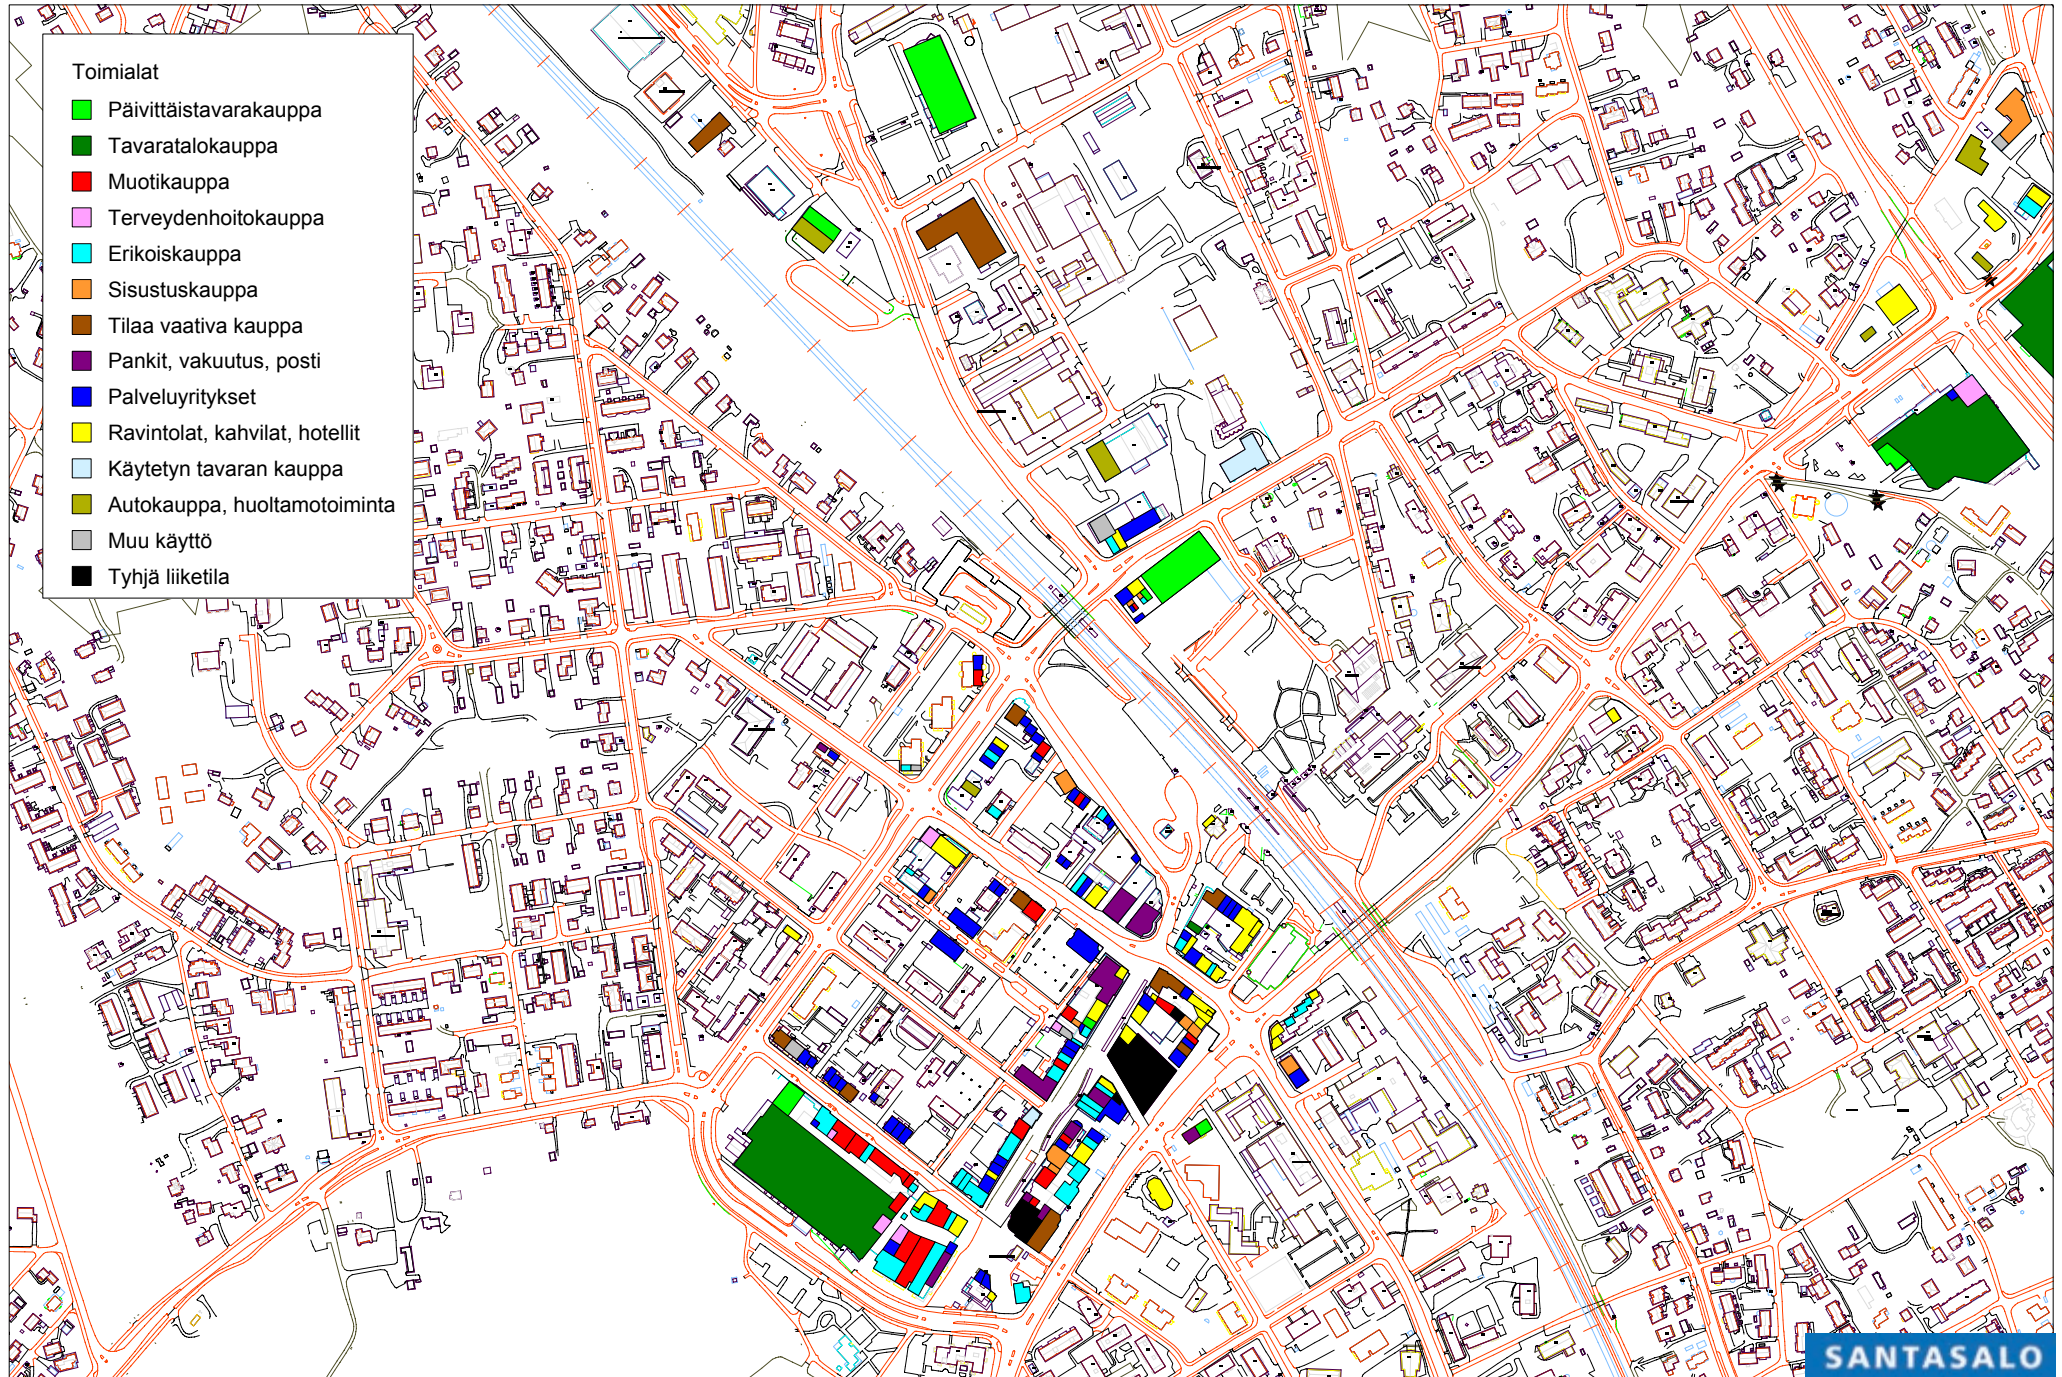 Toimialat
Päivittäistavarakauppa
Tavaratalokauppa
Muotikauppa
Terveydenhoitokauppa
Erikoiskauppa
Sisustuskauppa
Tilaa vaativa kauppa
Pankit, vakuutus, posti
Palveluyritykset
Ravintolat, kahvilat, hotellit
Käytetyn tavaran kauppa
Autokauppa, huoltamotoiminta
Muu käyttö
Tyhjä liiketila
SANTASALO